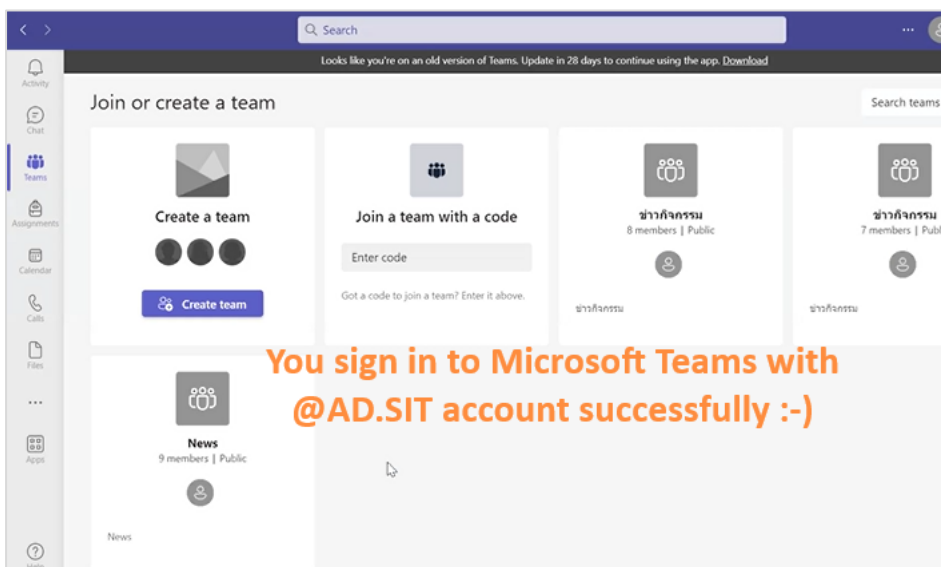 Search
Looks like you're on an old version of Teams. Update in 28 days to continue using the app. Download
Activity
Chat
Teams
Assignments
Calendar
Calls
Files
Apps
Help
Join or create a team
Search teams
Create a team
Create team
Join a team with a code
Enter code
Got a code to join a team? Enter it above.
ข่าวกิจกรรม
8 members | Public
ข่าวกิจกรรม
ข่าวกิจกรรม
7 members | Publ
ข่าวกิจกรรม
You sign in to Microsoft Teams with
@AD.SIT account successfully :-)
News
9 members | Public
News